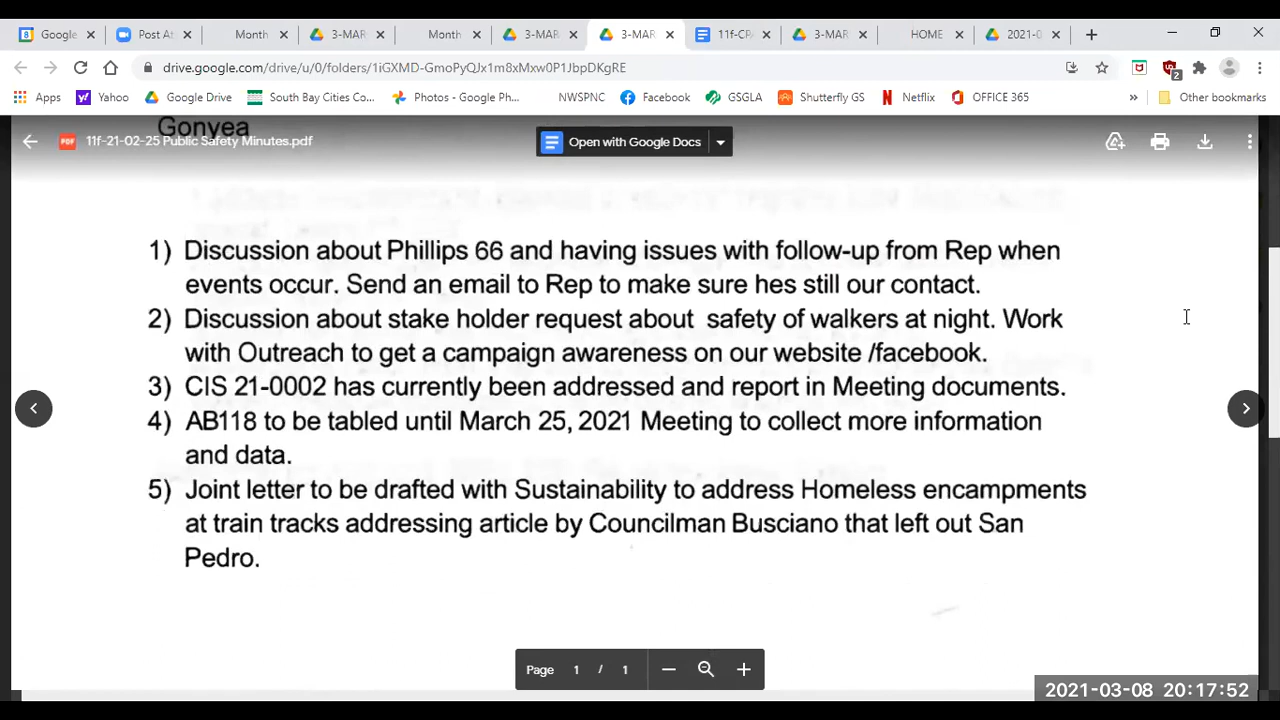 Google
Post At
Month
3-MAR
Month
3-MAR
3-MAR
11f-CP
3-MAR
HOME
2021-0
drive.google.com/drive/u/0/folders/1iGXMD-GmoPyQJx1m8xMxw0P1JbpDKgRE
2
Apps
Yahoo
Google Drive
South Bay Cities Co...
Photos - Google Ph...
NWSPNC
Facebook
GSGLA
Shutterfly GS
Netflix
OFFICE 365
»
Other bookmarks
Gonyea
PDF
11f-21-02-25 Public Safety Minutes.pdf
Open with Google Docs
1) Discussion about Phillips 66 and having issues with follow-up from Rep when
events occur. Send an email to Rep to make sure hes still our contact.
2) Discussion about stake holder request about safety of walkers at night. Work
with Outreach to get a campaign awareness on our website /facebook.
3) CIS 21-0002 has currently been addressed and report in Meeting documents.
4) AB118 to be tabled until March 25, 2021 Meeting to collect more information
and data.
5) Joint letter to be drafted with Sustainability to address Homeless encampments
at train tracks addressing article by Councilman Busciano that left out San
Pedro.
Page 1 / 1
2021-03-08 20:17:52